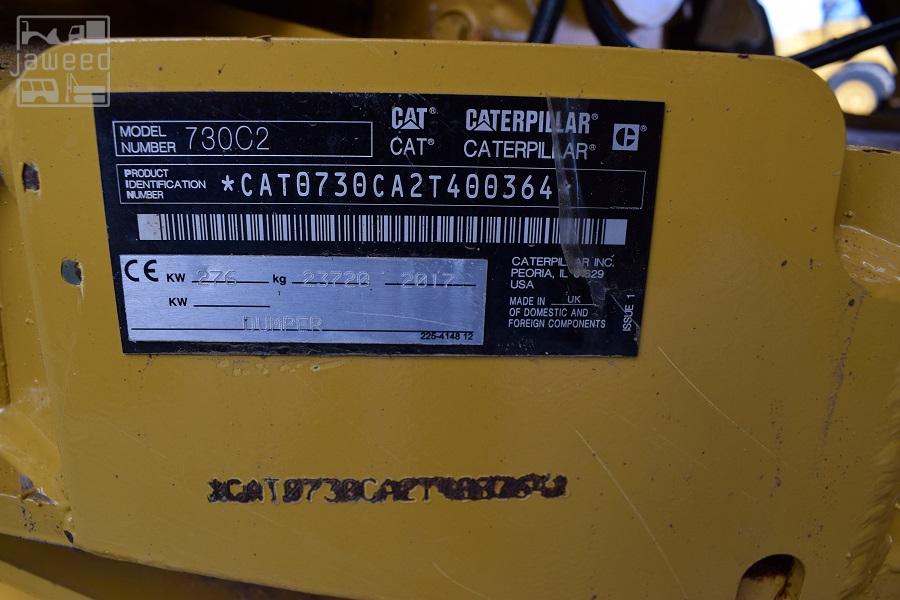 jaweed
MODEL NUMBER 730C2
CAT® CATERPILLAR®
CAT® CATERPILLAR®
C ®
PRODUCT IDENTIFICATION NUMBER *CAT0730CA2T400364*
CE KW 276 kg 23720 2017
KW
DUMPER
225-4148 12
CATERPILLAR INC.
PEORIA, IL 61629
USA
MADE IN UK
OF DOMESTIC AND
FOREIGN COMPONENTS
ISSUE 1
*CAT0730CA2T400364*